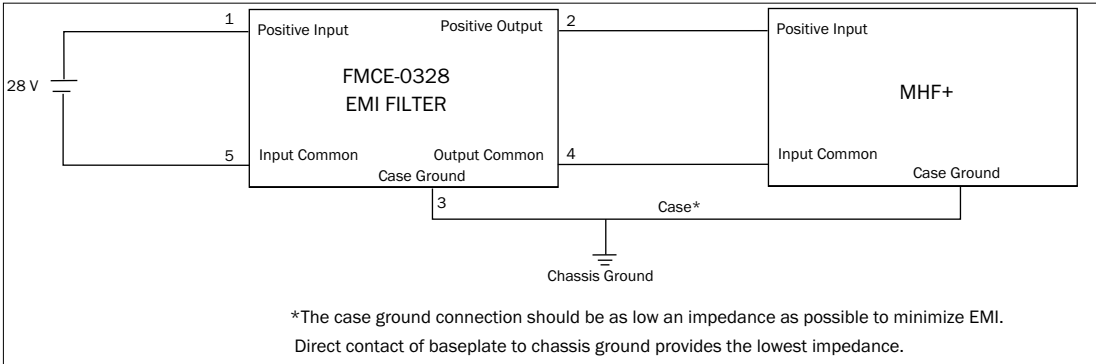 1
Positive Input
Positive Output
2
Positive Input
28 V
FMCE-0328
EMI FILTER
MHF+
5
Input Common
Output Common
4
Input Common
Case Ground
Case Ground
3
Case*
Chassis Ground
*The case ground connection should be as low an impedance as possible to minimize EMI.
Direct contact of baseplate to chassis ground provides the lowest impedance.